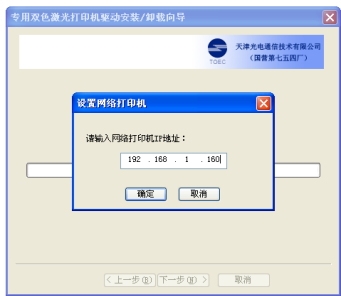 专用双色激光打印机驱动安装/卸载向导
TOEC
天津光电通信技术有限公司
(国营第七五四厂)
设置网络打印机
请输入网络打印机IP地址：
192 . 168 . 1 . 160
确定 取消
< 上一步(B) 下一步(N) > 取消